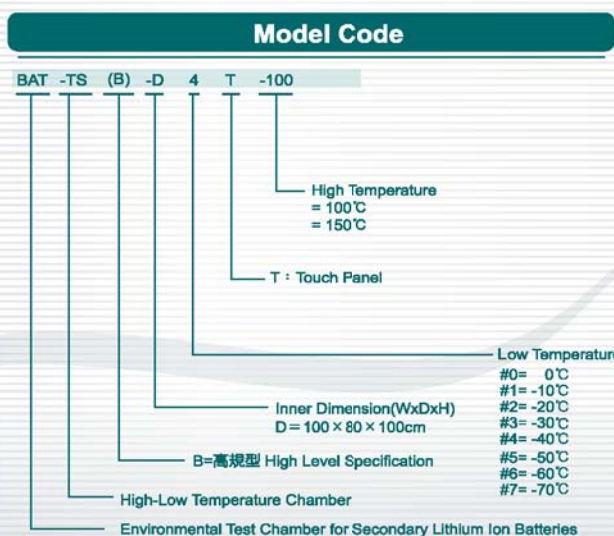 Model Code
BAT -TS (B) -D 4 T -100
High Temperature
= 100℃
= 150℃
T：Touch Panel
Low Temperature
#0= 0℃
#1= -10℃
#2= -20℃
#3= -30℃
#4= -40℃
#5= -50℃
#6= -60℃
#7= -70℃
Inner Dimension(WxDxH)
D＝100×80×100cm
B=高規型 High Level Specification
High-Low Temperature Chamber
Environmental Test Chamber for Secondary Lithium Ion Batteries